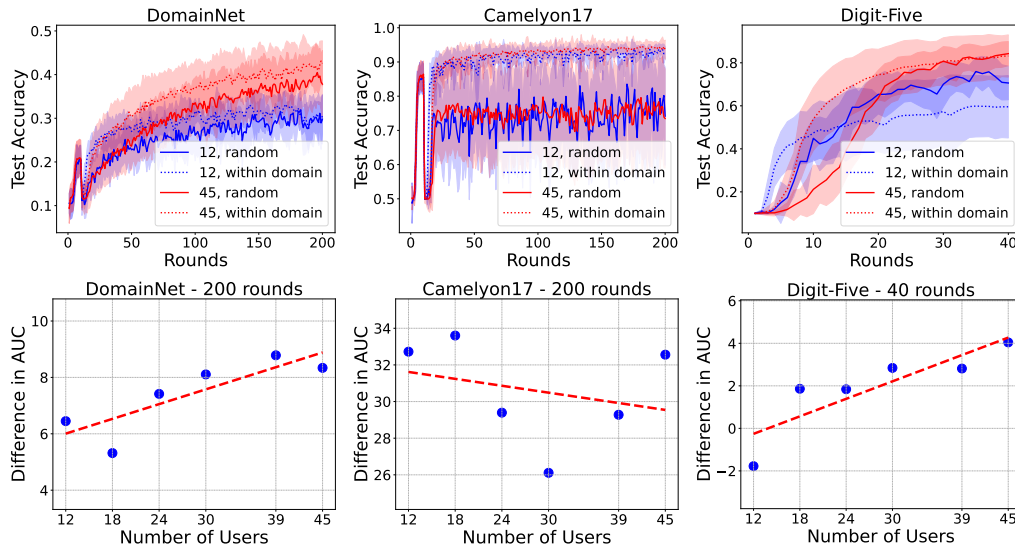 DomainNet
Test Accuracy
0.5
0.4
0.3
0.2
0.1
12, random
12, within domain
45, random
45, within domain
0 50 100 150 200
Rounds
Camelyon17
Test Accuracy
1.0
0.9
0.8
0.7
0.6
0.5
12, random
12, within domain
45, random
45, within domain
0 50 100 150 200
Rounds
Digit-Five
Test Accuracy
0.8
0.6
0.4
0.2
12, random
12, within domain
45, random
45, within domain
0 10 20 30 40
Rounds
DomainNet - 200 rounds
Difference in AUC
10
8
6
4
12 18 24 30 39 45
Number of Users
Camelyon17 - 200 rounds
Difference in AUC
34
32
30
28
26
12 18 24 30 39 45
Number of Users
Digit-Five - 40 rounds
Difference in AUC
6
4
2
0
−2
12 18 24 30 39 45
Number of Users